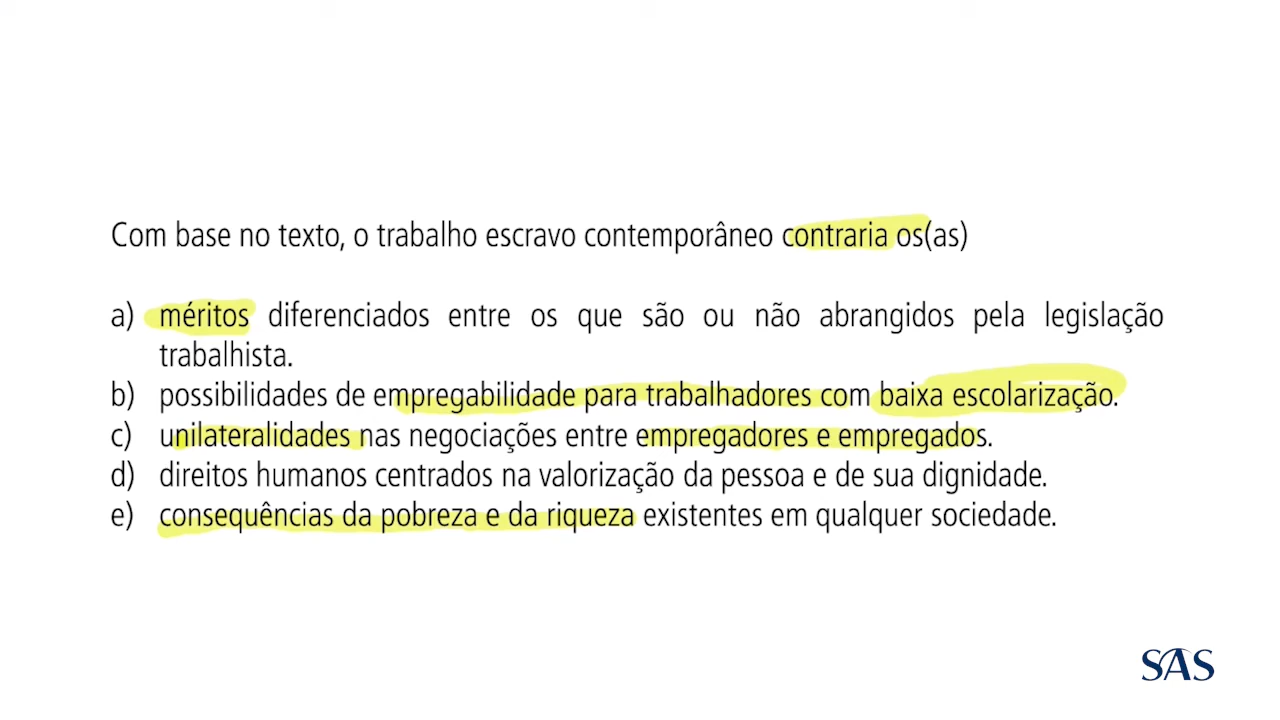 Com base no texto, o trabalho escravo contemporâneo contraria os(as)
a) méritos diferenciados entre os que são ou não abrangidos pela legislação
trabalhista.
b) possibilidades de empregabilidade para trabalhadores com baixa escolarização.
c) unilateralidades nas negociações entre empregadores e empregados.
d) direitos humanos centrados na valorização da pessoa e de sua dignidade.
e) consequências da pobreza e da riqueza existentes em qualquer sociedade.
SAS